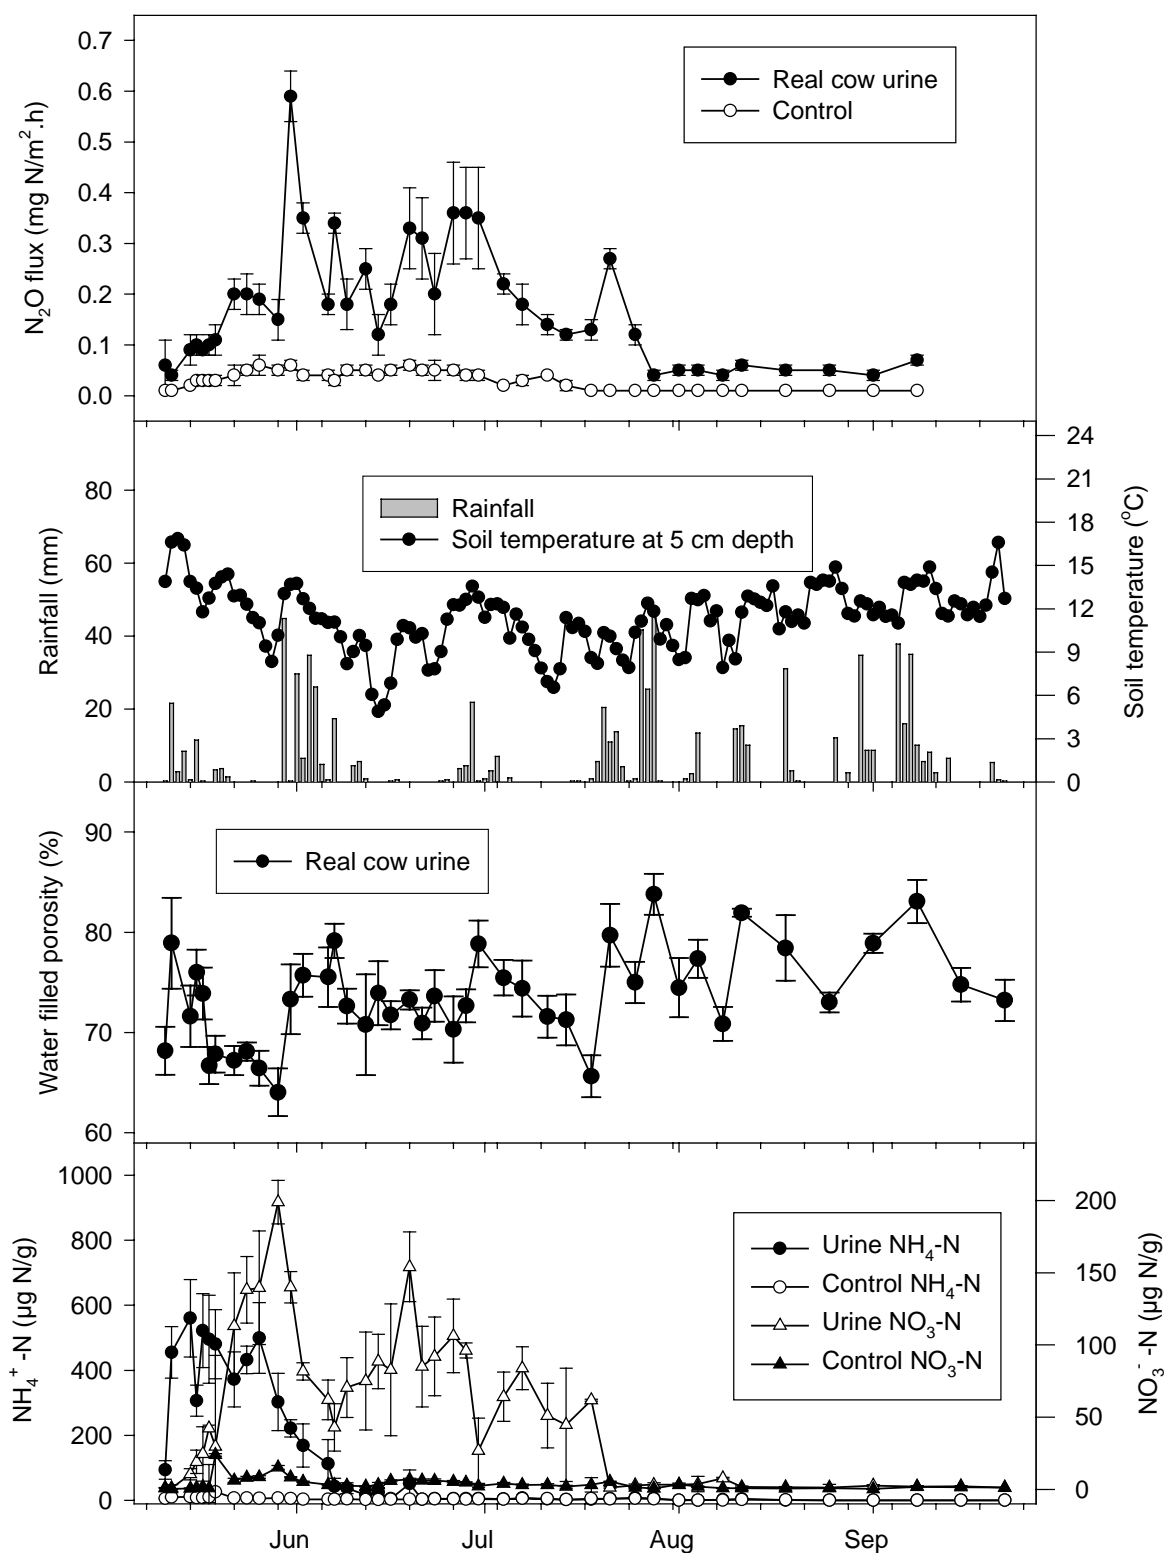 0.7
0.6
0.5
0.4
0.3
0.2
0.1
0.0
N₂O flux (mg N/m².h)
Real cow urine
Control
80
60
40
20
0
Rainfall (mm)
Rainfall
Soil temperature at 5 cm depth
24
21
18
15
12
9
6
3
0
Soil temperature (°C)
90
80
70
60
Water filled porosity (%)
Real cow urine
1000
800
600
400
200
0
NH₄⁺-N (µg N/g)
Urine NH₄-N
Control NH₄-N
Urine NO₃-N
Control NO₃-N
200
150
100
50
0
NO₃⁻-N (µg N/g)
Jun Jul Aug Sep